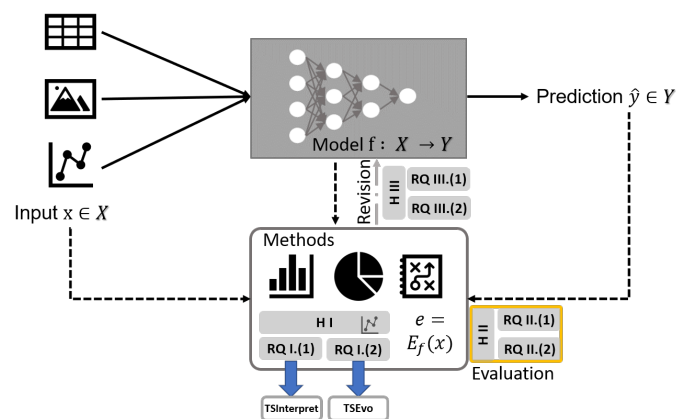 Model f : X → Y
Prediction ŷ ∈ Y
Input x ∈ X
Revision
H III
RQ III.(1)
RQ III.(2)
Methods
H I
RQ I.(1)
RQ I.(2)
e =
E_f(x)
H II
RQ II.(1)
RQ II.(2)
Evaluation
TSInterpret
TSEvo